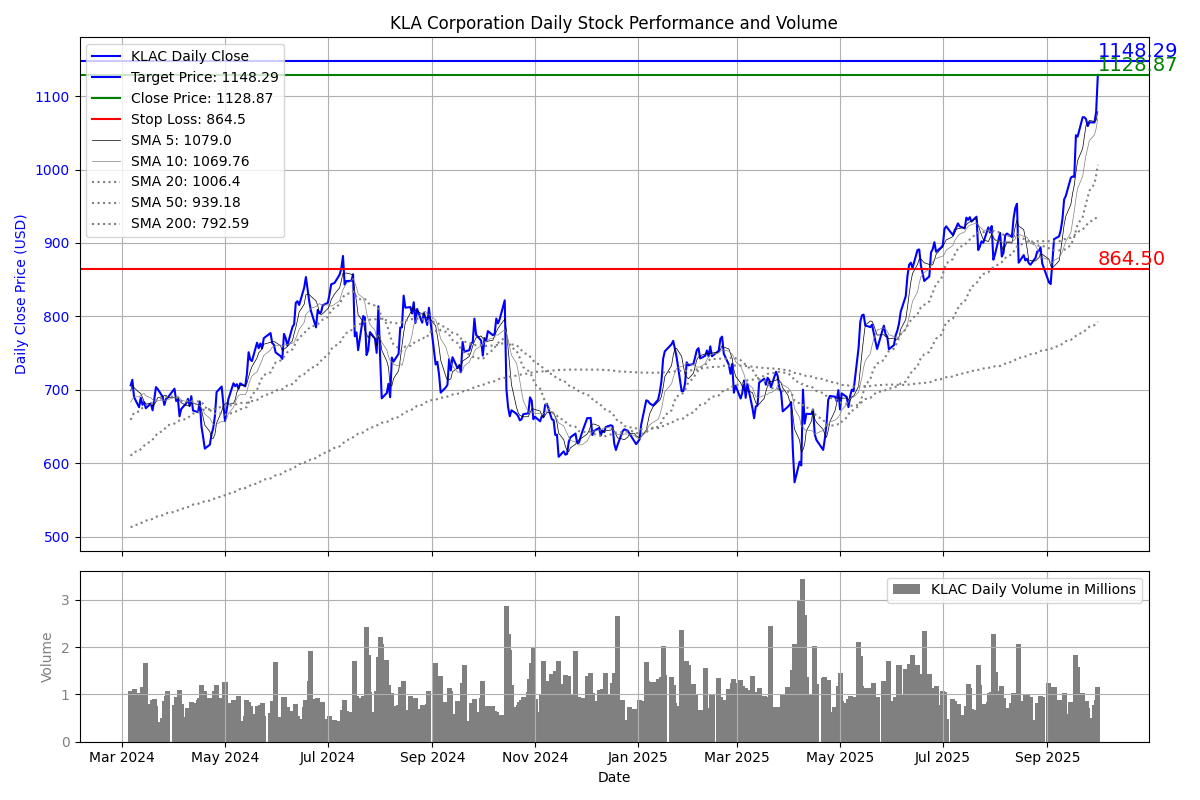 KLA Corporation Daily Stock Performance and Volume
KLAC Daily Close
Target Price: 1148.29
Close Price: 1128.87
Stop Loss: 864.5
SMA 5: 1079.0
SMA 10: 1069.76
SMA 20: 1006.4
SMA 50: 939.18
SMA 200: 792.59
1148.29
1128.87
864.50
Daily Close Price (USD)
1100
1000
900
800
700
600
500
KLAC Daily Volume in Millions
Volume
3
2
1
0
Mar 2024 May 2024 Jul 2024 Sep 2024 Nov 2024 Jan 2025 Mar 2025 May 2025 Jul 2025 Sep 2025
Date